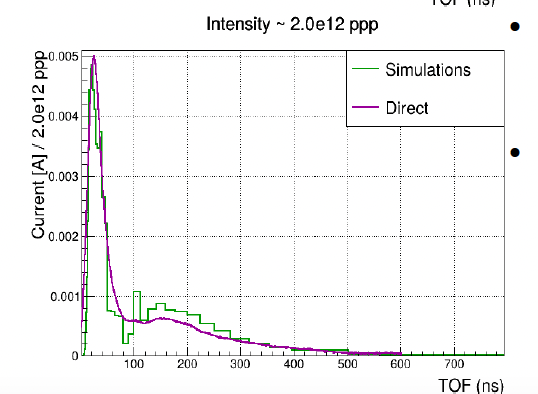 TOF (ns)
Intensity ~ 2.0e12 ppp
Current [A] / 2.0e12 ppp
0.005
0.004
0.003
0.002
0.001
0
Simulations
Direct
100 200 300 400 500 600 700
TOF (ns)